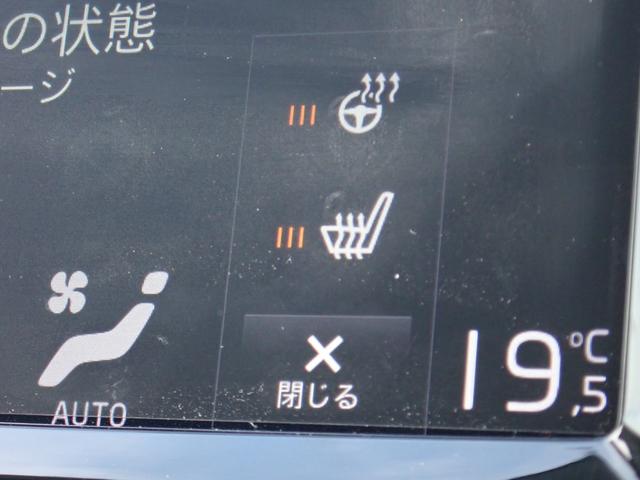 の状態
ージ
×
閉じる
AUTO
19,5℃